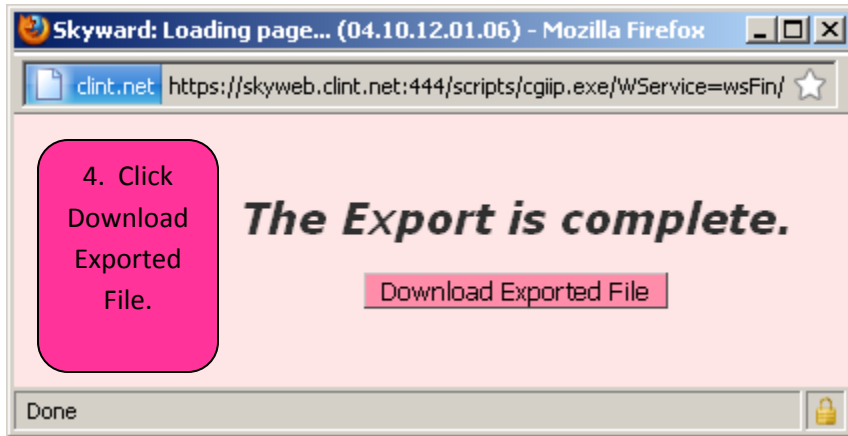 Skyward: Loading page... (04.10.12.01.06) - Mozilla Firefox
clint.net https://skyweb.clint.net:444/scripts/cgiip.exe/WService=wsFin/
4. Click
Download
Exported
File.
The Export is complete.
Download Exported File
Done